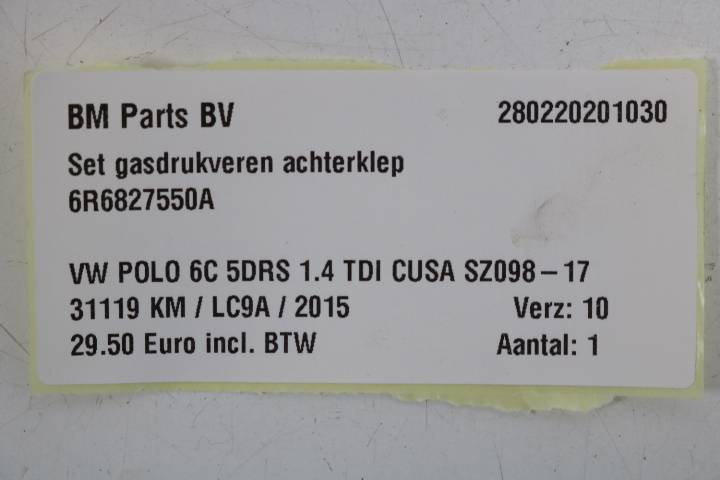 BM Parts BV 280220201030
Set gasdrukveren achterklep
6R6827550A
VW POLO 6C 5DRS 1.4 TDI CUSA SZ098-17
31119 KM / LC9A / 2015 Verz: 10
29.50 Euro incl. BTW Aantal: 1